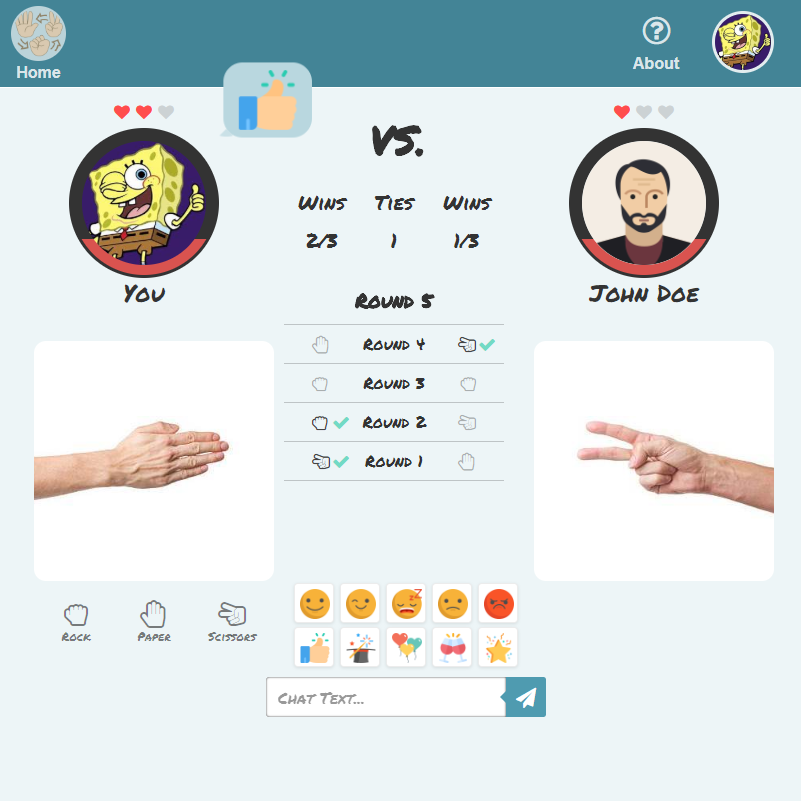 Home
About
VS.
Wins Ties Wins
2/3 1 1/3
You
John Doe
Round 5
Round 4
Round 3
Round 2
Round 1
Rock Paper Scissors
Chat Text...